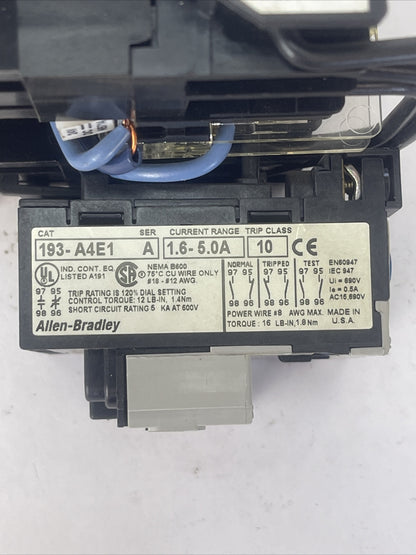 CAT SER CURRENT RANGE TRIP CLASS
193-A4E1 A 1.6-5.0A 10 CE
UL IND. CONT. EQ. LISTED A191
SA NEMA B600
75°C CU WIRE ONLY
#18 - #12 AWG.
97 95
98 96
TRIP RATING IS 120% DIAL SETTING
CONTROL TORQUE: 12 LB-IN, 1.4Nm
SHORT CIRCUIT RATING 5 KA AT 600V
Allen-Bradley
NORMAL TRIPPED TEST
97 95 97 95 97 95
98 96 98 96 98 96
POWER WIRE #8 AWG MAX.
TORQUE : 16 LB-IN, 1.8Nm
EN60947
IEC 947
Ui = 690V
Ie = 0.5A
AC15,690V
MADE IN
U.S.A.